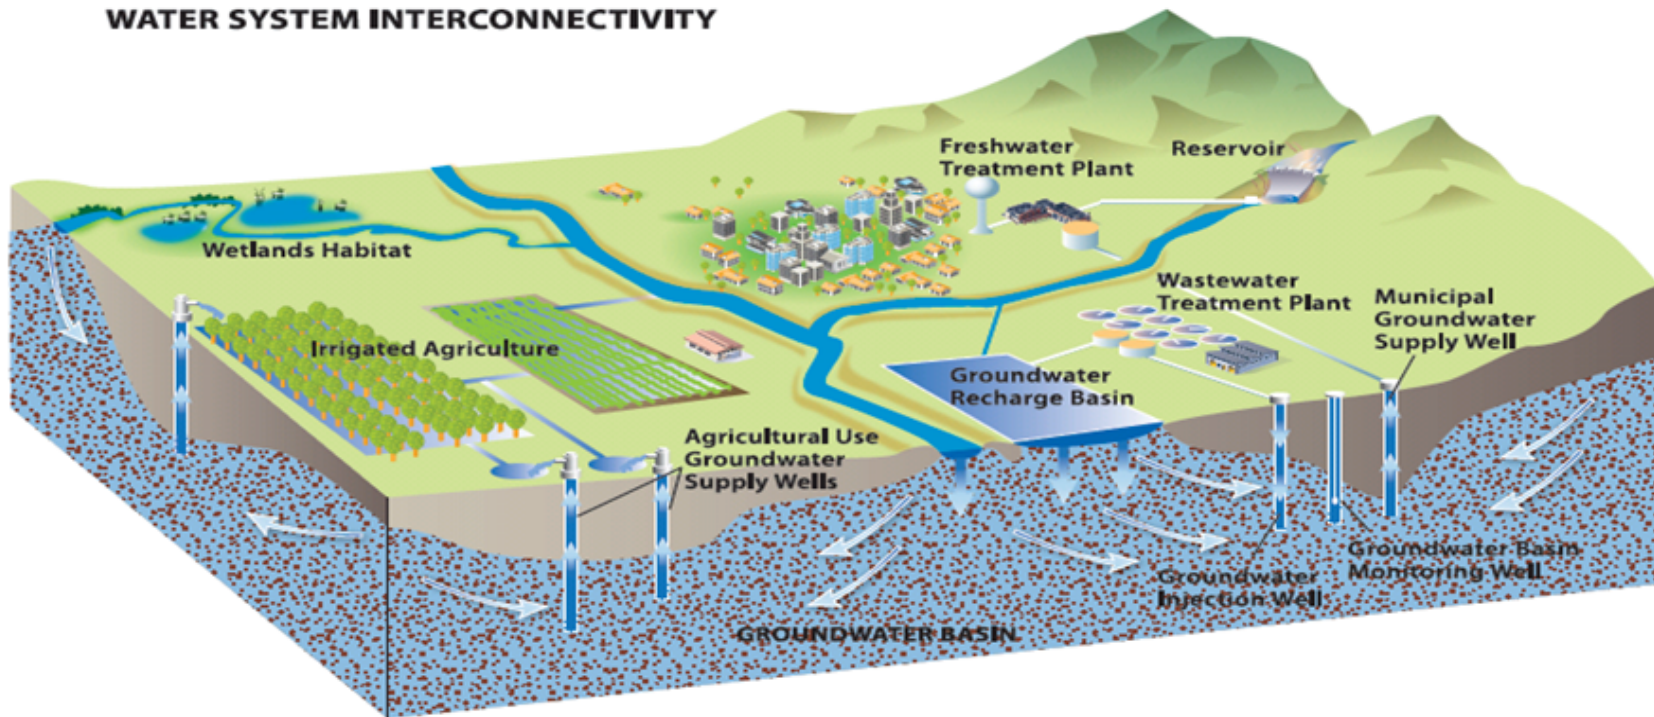 WATER SYSTEM INTERCONNECTIVITY
Freshwater
Treatment Plant
Reservoir
Wetlands Habitat
Wastewater
Treatment Plant
Municipal
Groundwater
Supply Well
Irrigated Agriculture
Groundwater
Recharge Basin
Agricultural Use
Groundwater
Supply Wells
Groundwater Basin
Monitoring Well
Groundwater
Injection Well
GROUNDWATER BASIN